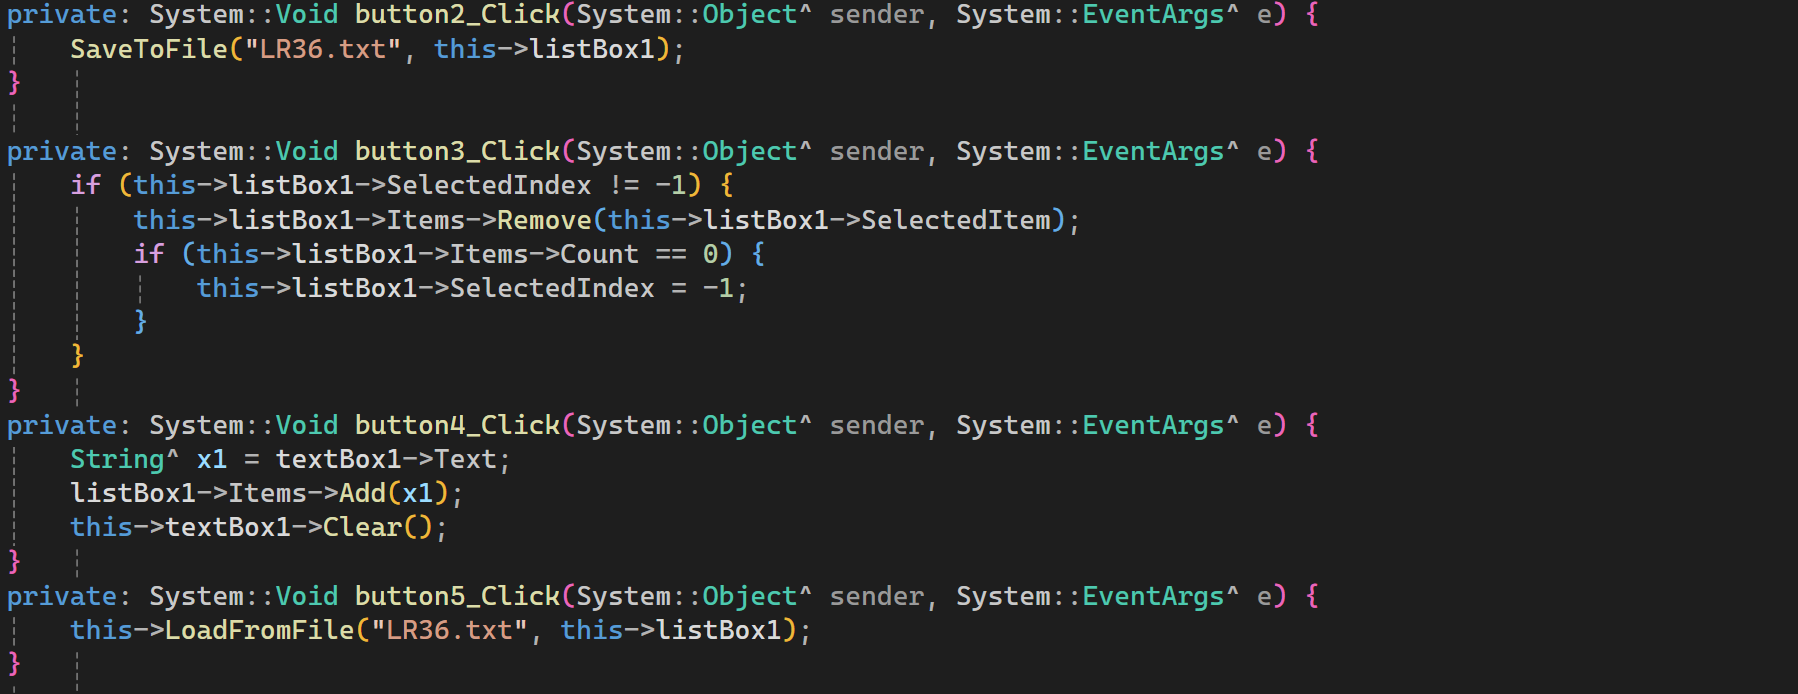 private: System::Void button2_Click(System::Object^ sender, System::EventArgs^ e) {
    SaveToFile("LR36.txt", this->listBox1);
}
private: System::Void button3_Click(System::Object^ sender, System::EventArgs^ e) {
    if (this->listBox1->SelectedIndex != -1) {
        this->listBox1->Items->Remove(this->listBox1->SelectedItem);
        if (this->listBox1->Items->Count == 0) {
            this->listBox1->SelectedIndex = -1;
        }
    }
}
private: System::Void button4_Click(System::Object^ sender, System::EventArgs^ e) {
    String^ x1 = textBox1->Text;
    listBox1->Items->Add(x1);
    this->textBox1->Clear();
}
private: System::Void button5_Click(System::Object^ sender, System::EventArgs^ e) {
    this->LoadFromFile("LR36.txt", this->listBox1);
}